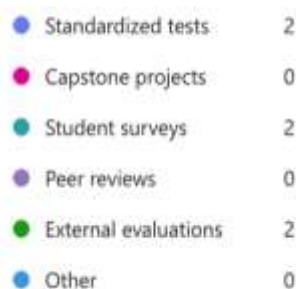 Standardized tests 2
Capstone projects 0
Student surveys 2
Peer reviews 0
External evaluations 2
Other 0